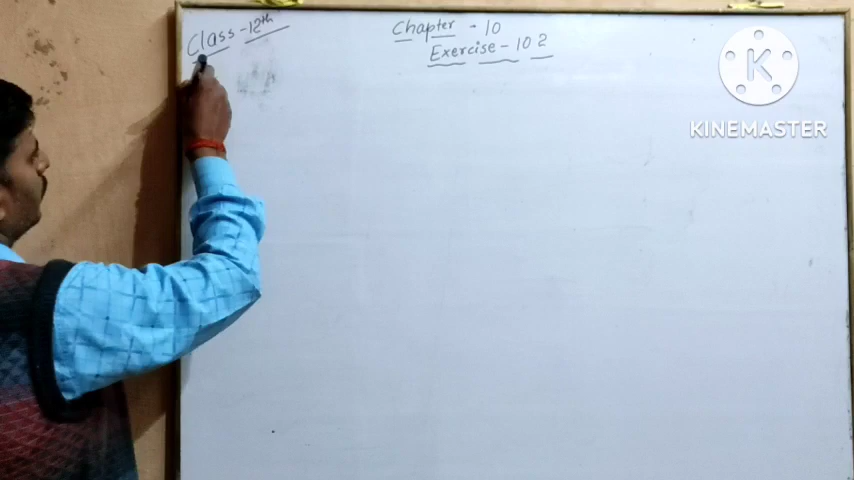 Class - 12th
Chapter - 10
Exercise - 10 2
KINEMASTER